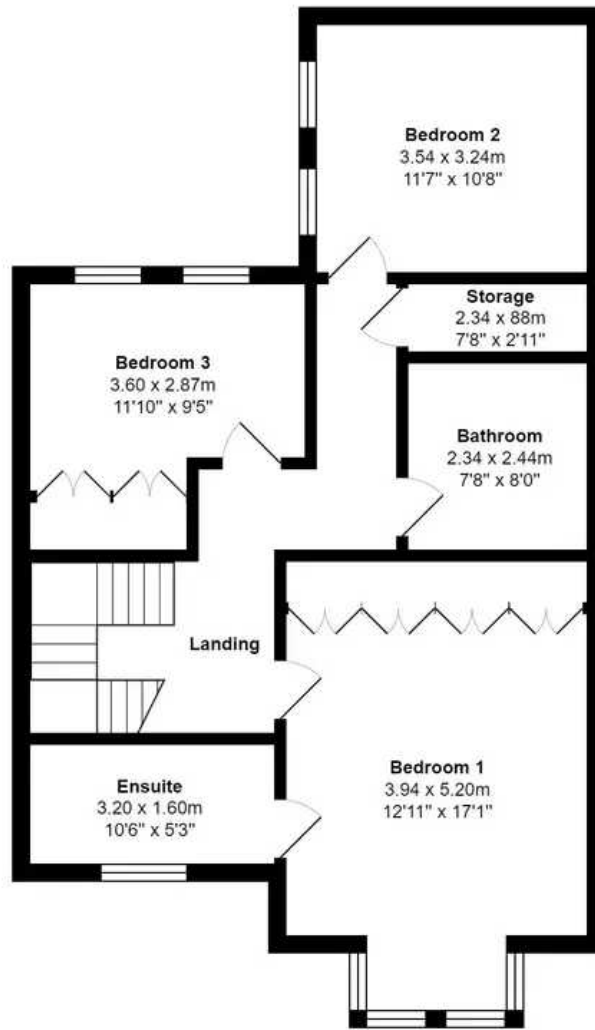 Bedroom 2
3.54 x 3.24m
11'7" x 10'8"
Storage
2.34 x 88m
7'8" x 2'11"
Bedroom 3
3.60 x 2.87m
11'10" x 9'5"
Bathroom
2.34 x 2.44m
7'8" x 8'0"
Landing
Bedroom 1
3.94 x 5.20m
12'11" x 17'1"
Ensuite
3.20 x 1.60m
10'6" x 5'3"